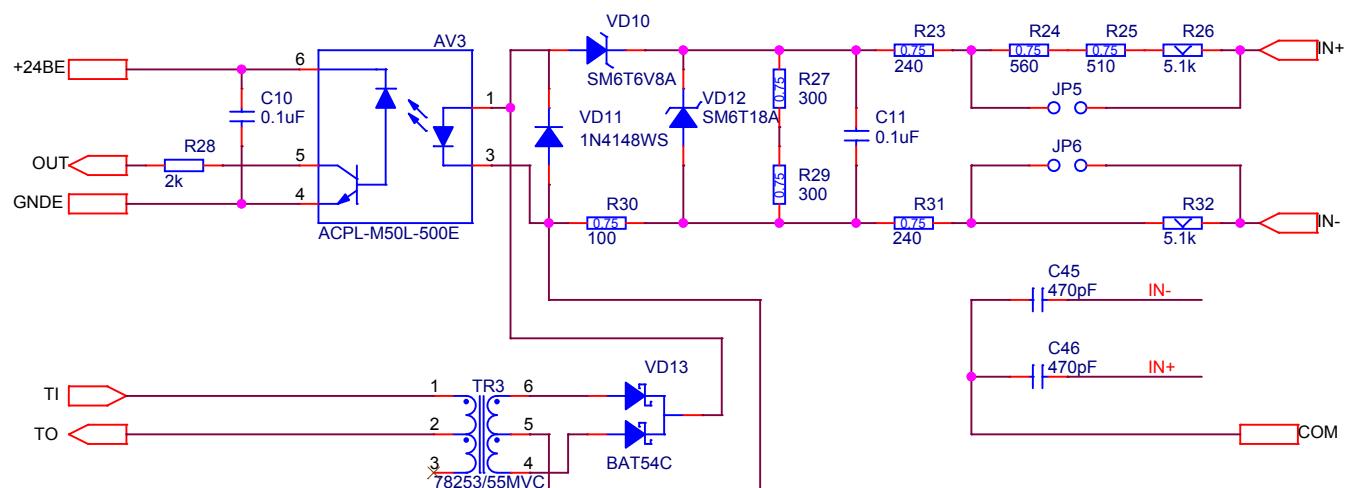 VD10
AV3
R23
R24
R25
R26
+24BE
6
0.75
0.75
0.75
IN+
240
560
510
5.1k
SM6T6V8A
R27
300
0.75
C10
0.1uF
1
JP5
VD12
SM6T18A
VD11
1N4148WS
C11
0.1uF
OUT
R28
5
3
JP6
2k
R29
300
0.75
GNDE
4
R30
R31
R32
0.75
0.75
IN-
ACPL-M50L-500E
100
240
5.1k
C45
470pF
IN-
C46
470pF
IN+
VD13
TI
1
TR3
6
TO
2
5
COM
3
4
BAT54C
78253/55MVC